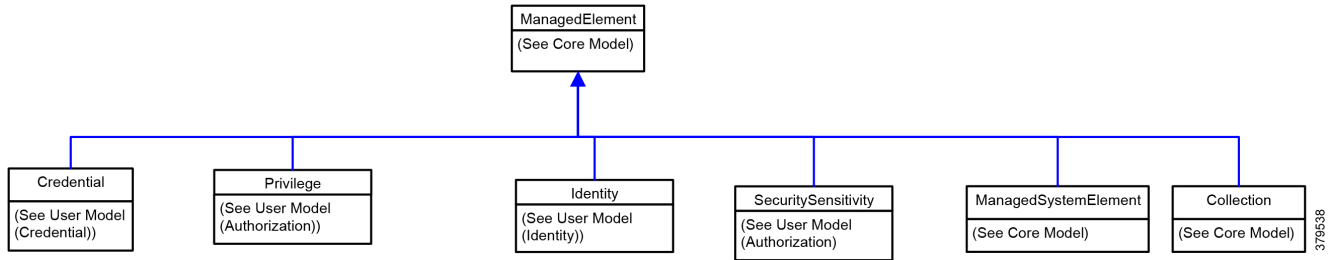 ManagedElement
(See Core Model)
Credential
(See User Model
(Credential))
Privilege
(See User Model
(Authorization))
Identity
(See User Model
(Identity))
SecuritySensitivity
(See User Model
(Authorization)
ManagedSystemElement
(See Core Model)
Collection
(See Core Model)
379538